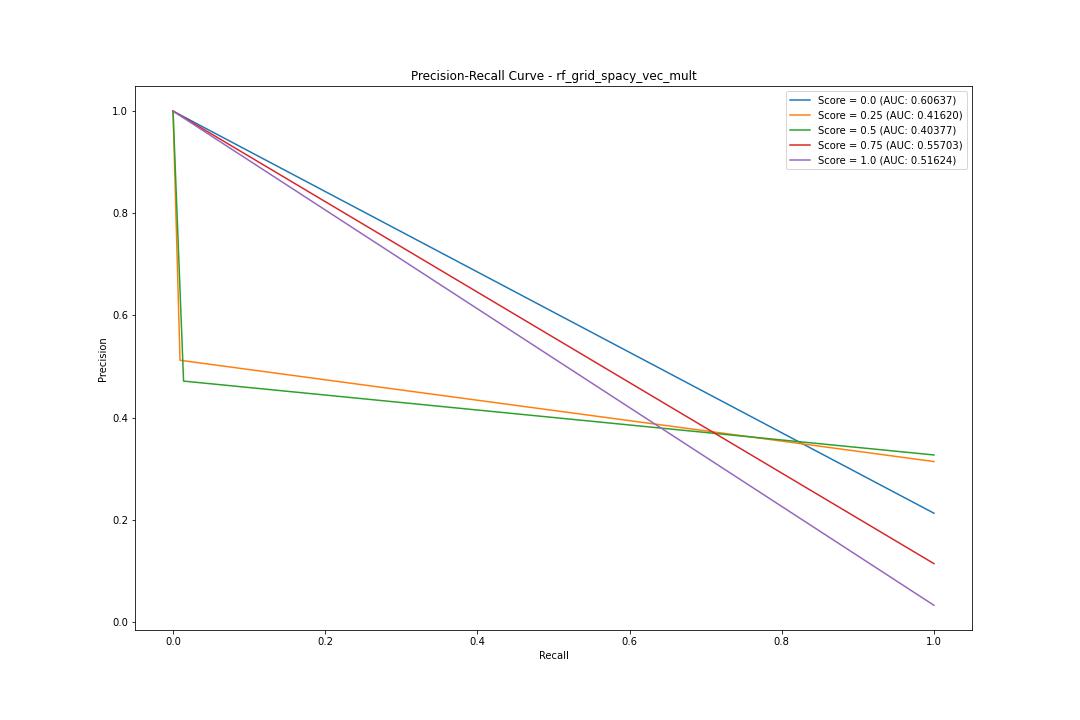 Precision-Recall Curve - rf_grid_spacy_vec_mult
Score = 0.0 (AUC: 0.60637)
Score = 0.25 (AUC: 0.41620)
Score = 0.5 (AUC: 0.40377)
Score = 0.75 (AUC: 0.55703)
Score = 1.0 (AUC: 0.51624)
Precision
1.0
0.8
0.6
0.4
0.2
0.0
0.0 0.2 0.4 0.6 0.8 1.0
Recall